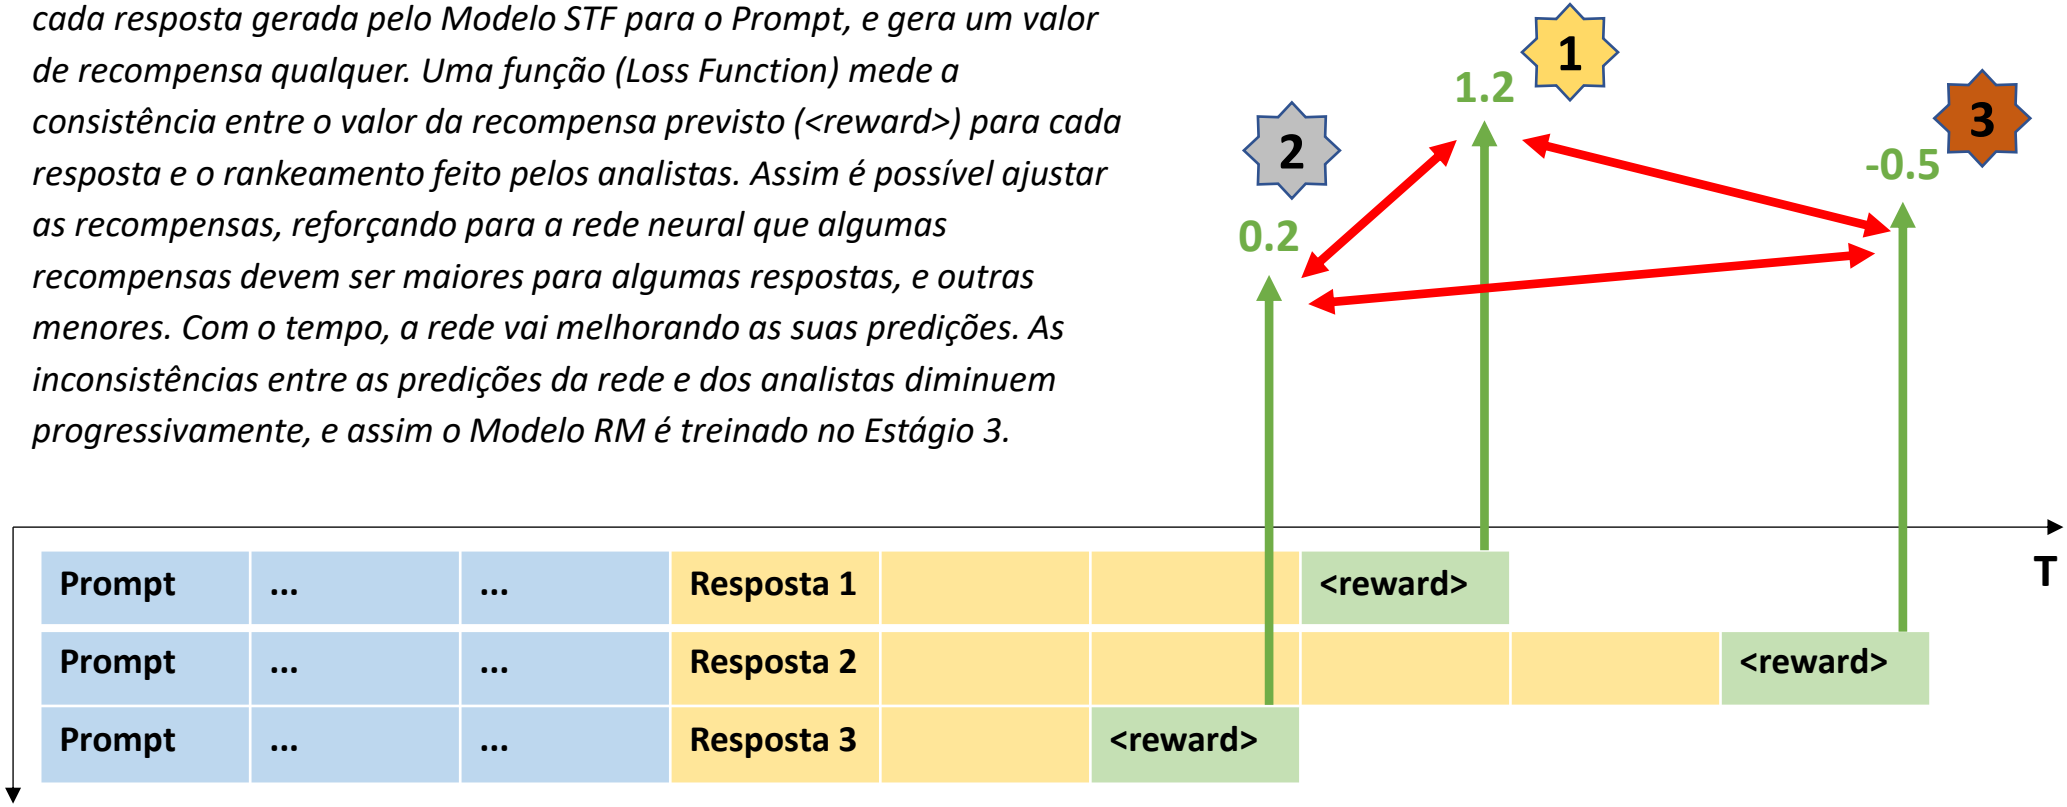 cada resposta gerada pelo Modelo STF para o Prompt, e gera um valor
de recompensa qualquer. Uma função (Loss Function) mede a
consistência entre o valor da recompensa previsto (<reward>) para cada
resposta e o rankeamento feito pelos analistas. Assim é possível ajustar
as recompensas, reforçando para a rede neural que algumas
recompensas devem ser maiores para algumas respostas, e outras
menores. Com o tempo, a rede vai melhorando as suas predições. As
inconsistências entre as predições da rede e dos analistas diminuem
progressivamente, e assim o Modelo RM é treinado no Estágio 3.
1
1.2
3
-0.5
2
0.2
T
Prompt ... ... Resposta 1 <reward>
Prompt ... ... Resposta 2 <reward>
Prompt ... ... Resposta 3 <reward>